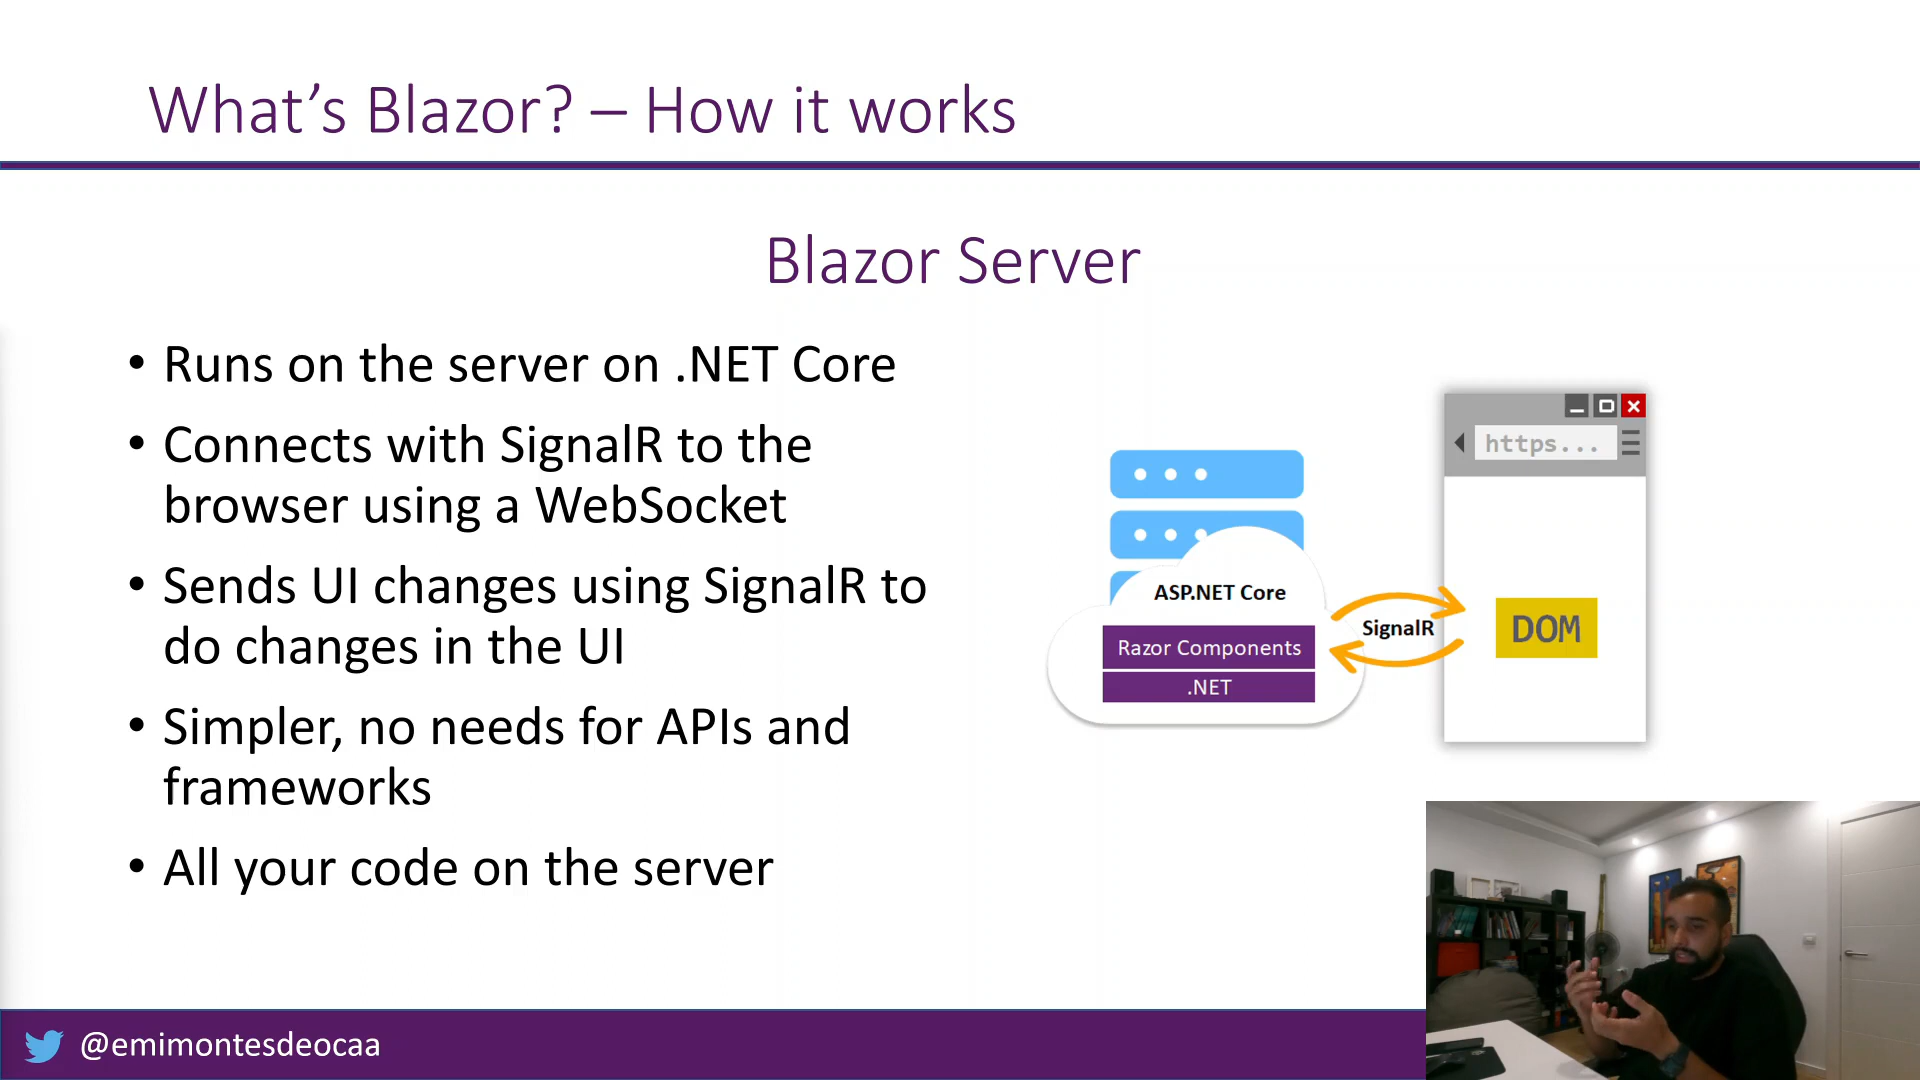 What’s Blazor? – How it works
Blazor Server
• Runs on the server on .NET Core
• Connects with SignalR to the
browser using a WebSocket
• Sends UI changes using SignalR to
do changes in the UI
• Simpler, no needs for APIs and
frameworks
• All your code on the server
https...
ASP.NET Core
Razor Components
.NET
SignalR
DOM
@emimontesdeocaa